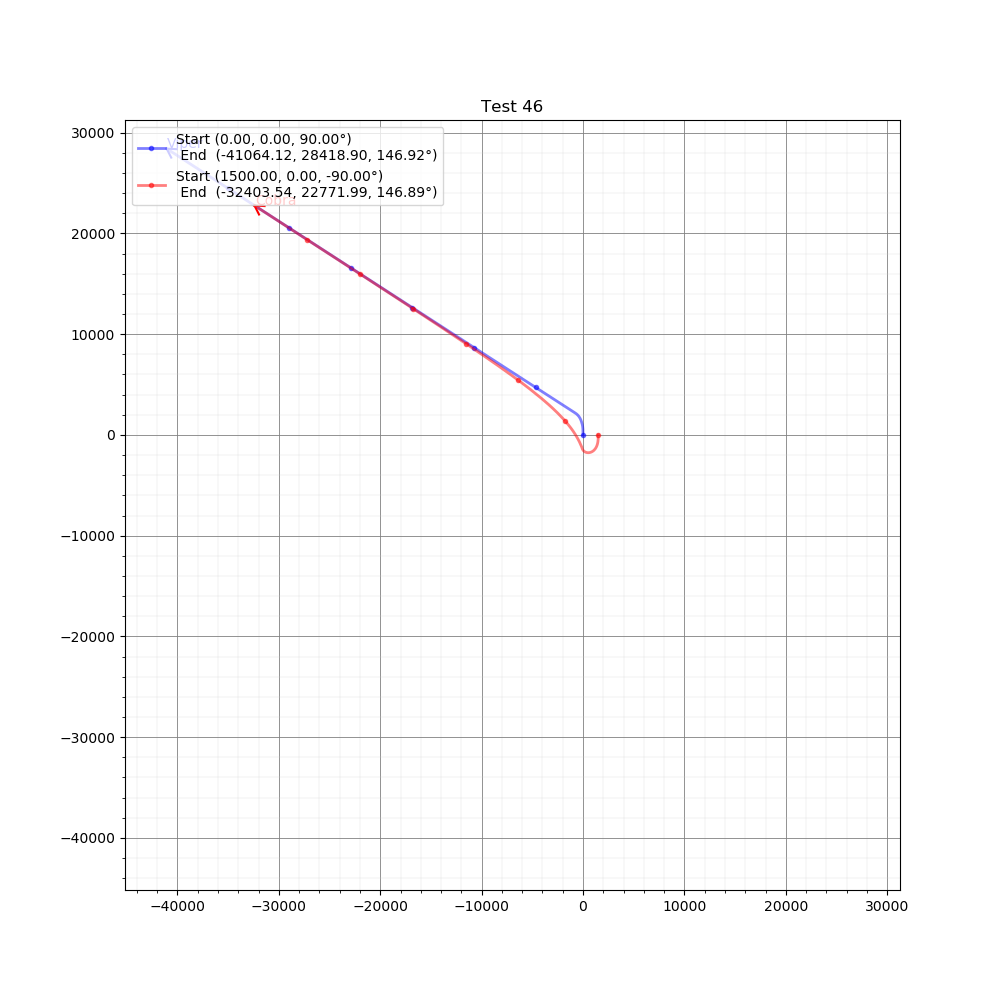 Test 46
Start (0.00, 0.00, 90.00°)
End (-41064.12, 28418.90, 146.92°)
Start (1500.00, 0.00, -90.00°)
End (-32403.54, 22771.99, 146.89°)
30000
20000
10000
0
−10000
−20000
−30000
−40000
−40000 −30000 −20000 −10000 0 10000 20000 30000